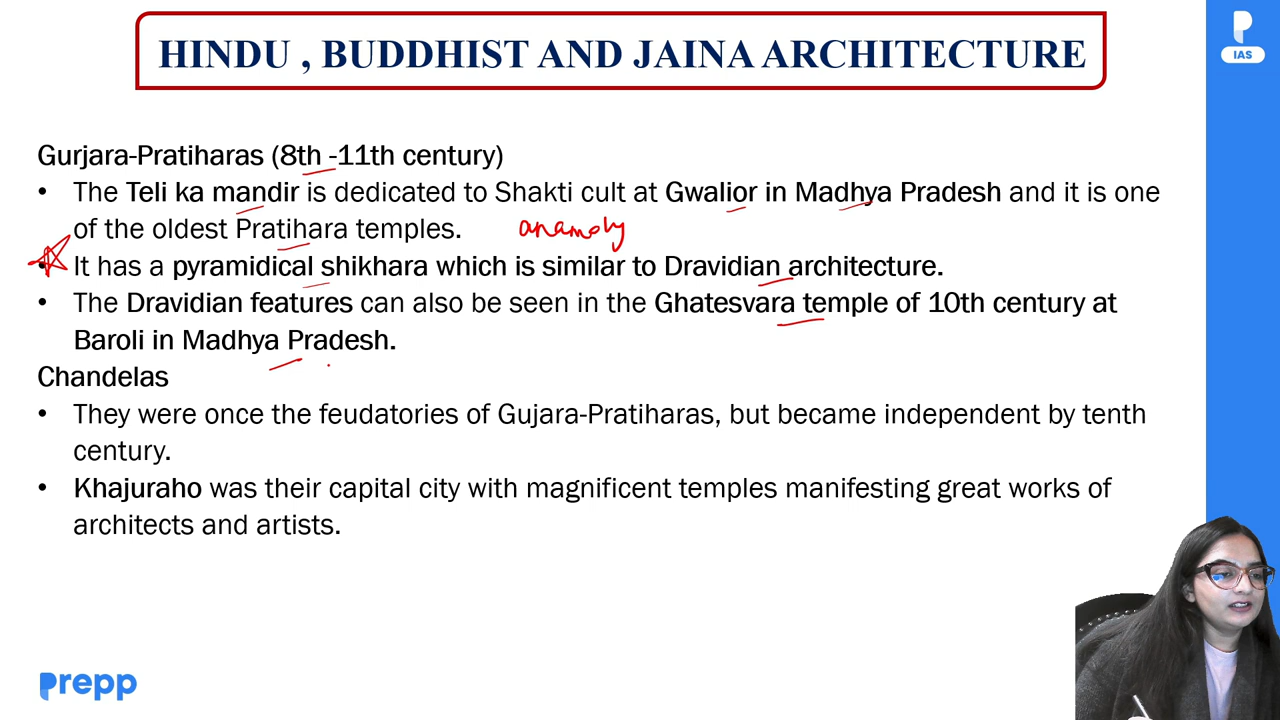 HINDU , BUDDHIST AND JAINA ARCHITECTURE
P
IAS
Gurjara-Pratiharas (8th -11th century)
• The Teli ka mandir is dedicated to Shakti cult at Gwalior in Madhya Pradesh and it is one
of the oldest Pratihara temples. anamoly
• It has a pyramidical shikhara which is similar to Dravidian architecture.
• The Dravidian features can also be seen in the Ghatesvara temple of 10th century at
Baroli in Madhya Pradesh.
Chandelas
• They were once the feudatories of Gujara-Pratiharas, but became independent by tenth
century.
• Khajuraho was their capital city with magnificent temples manifesting great works of
architects and artists.
prepp